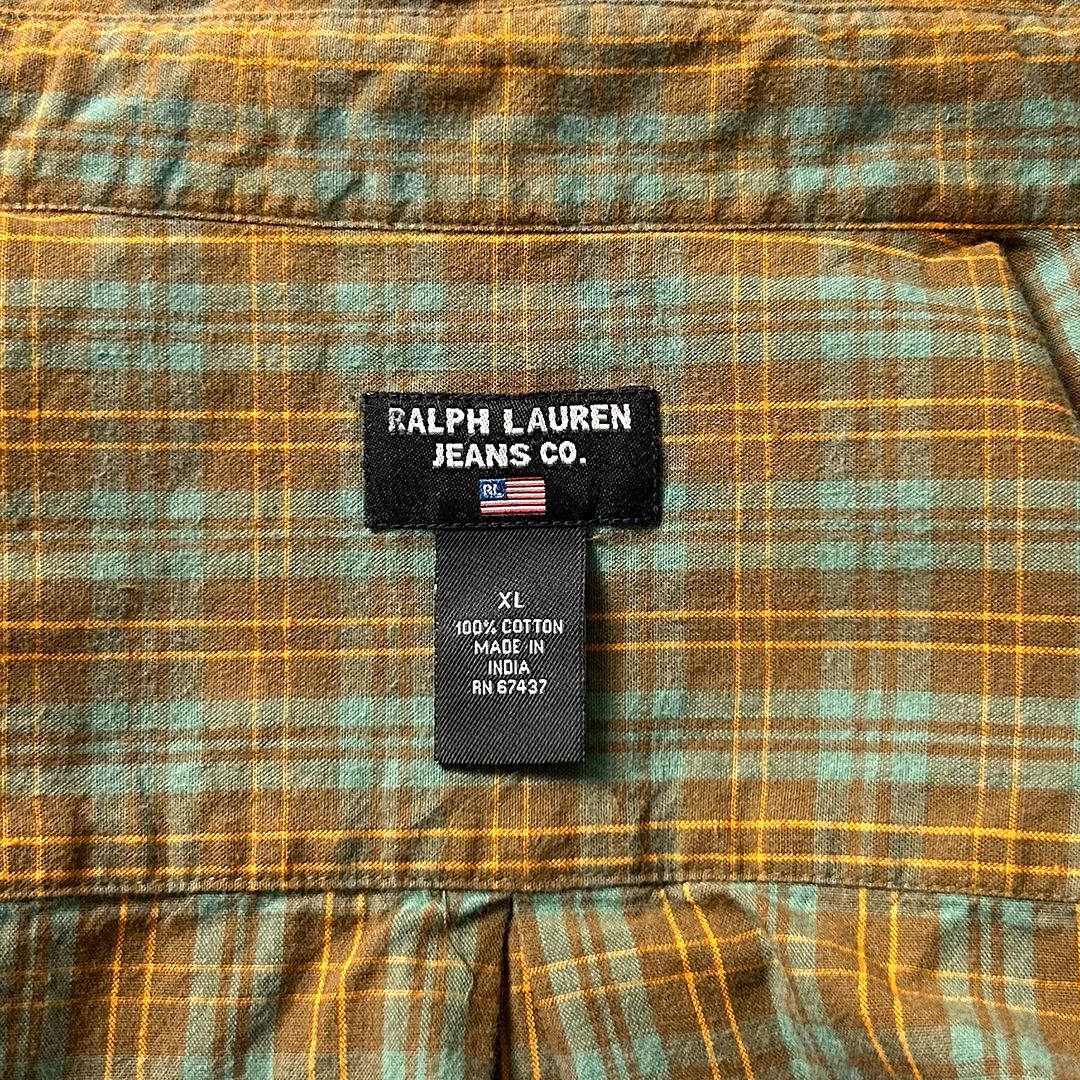 RALPH LAUREN
JEANS CO.
RL
XL
100% COTTON
MADE IN
INDIA
RN 67437